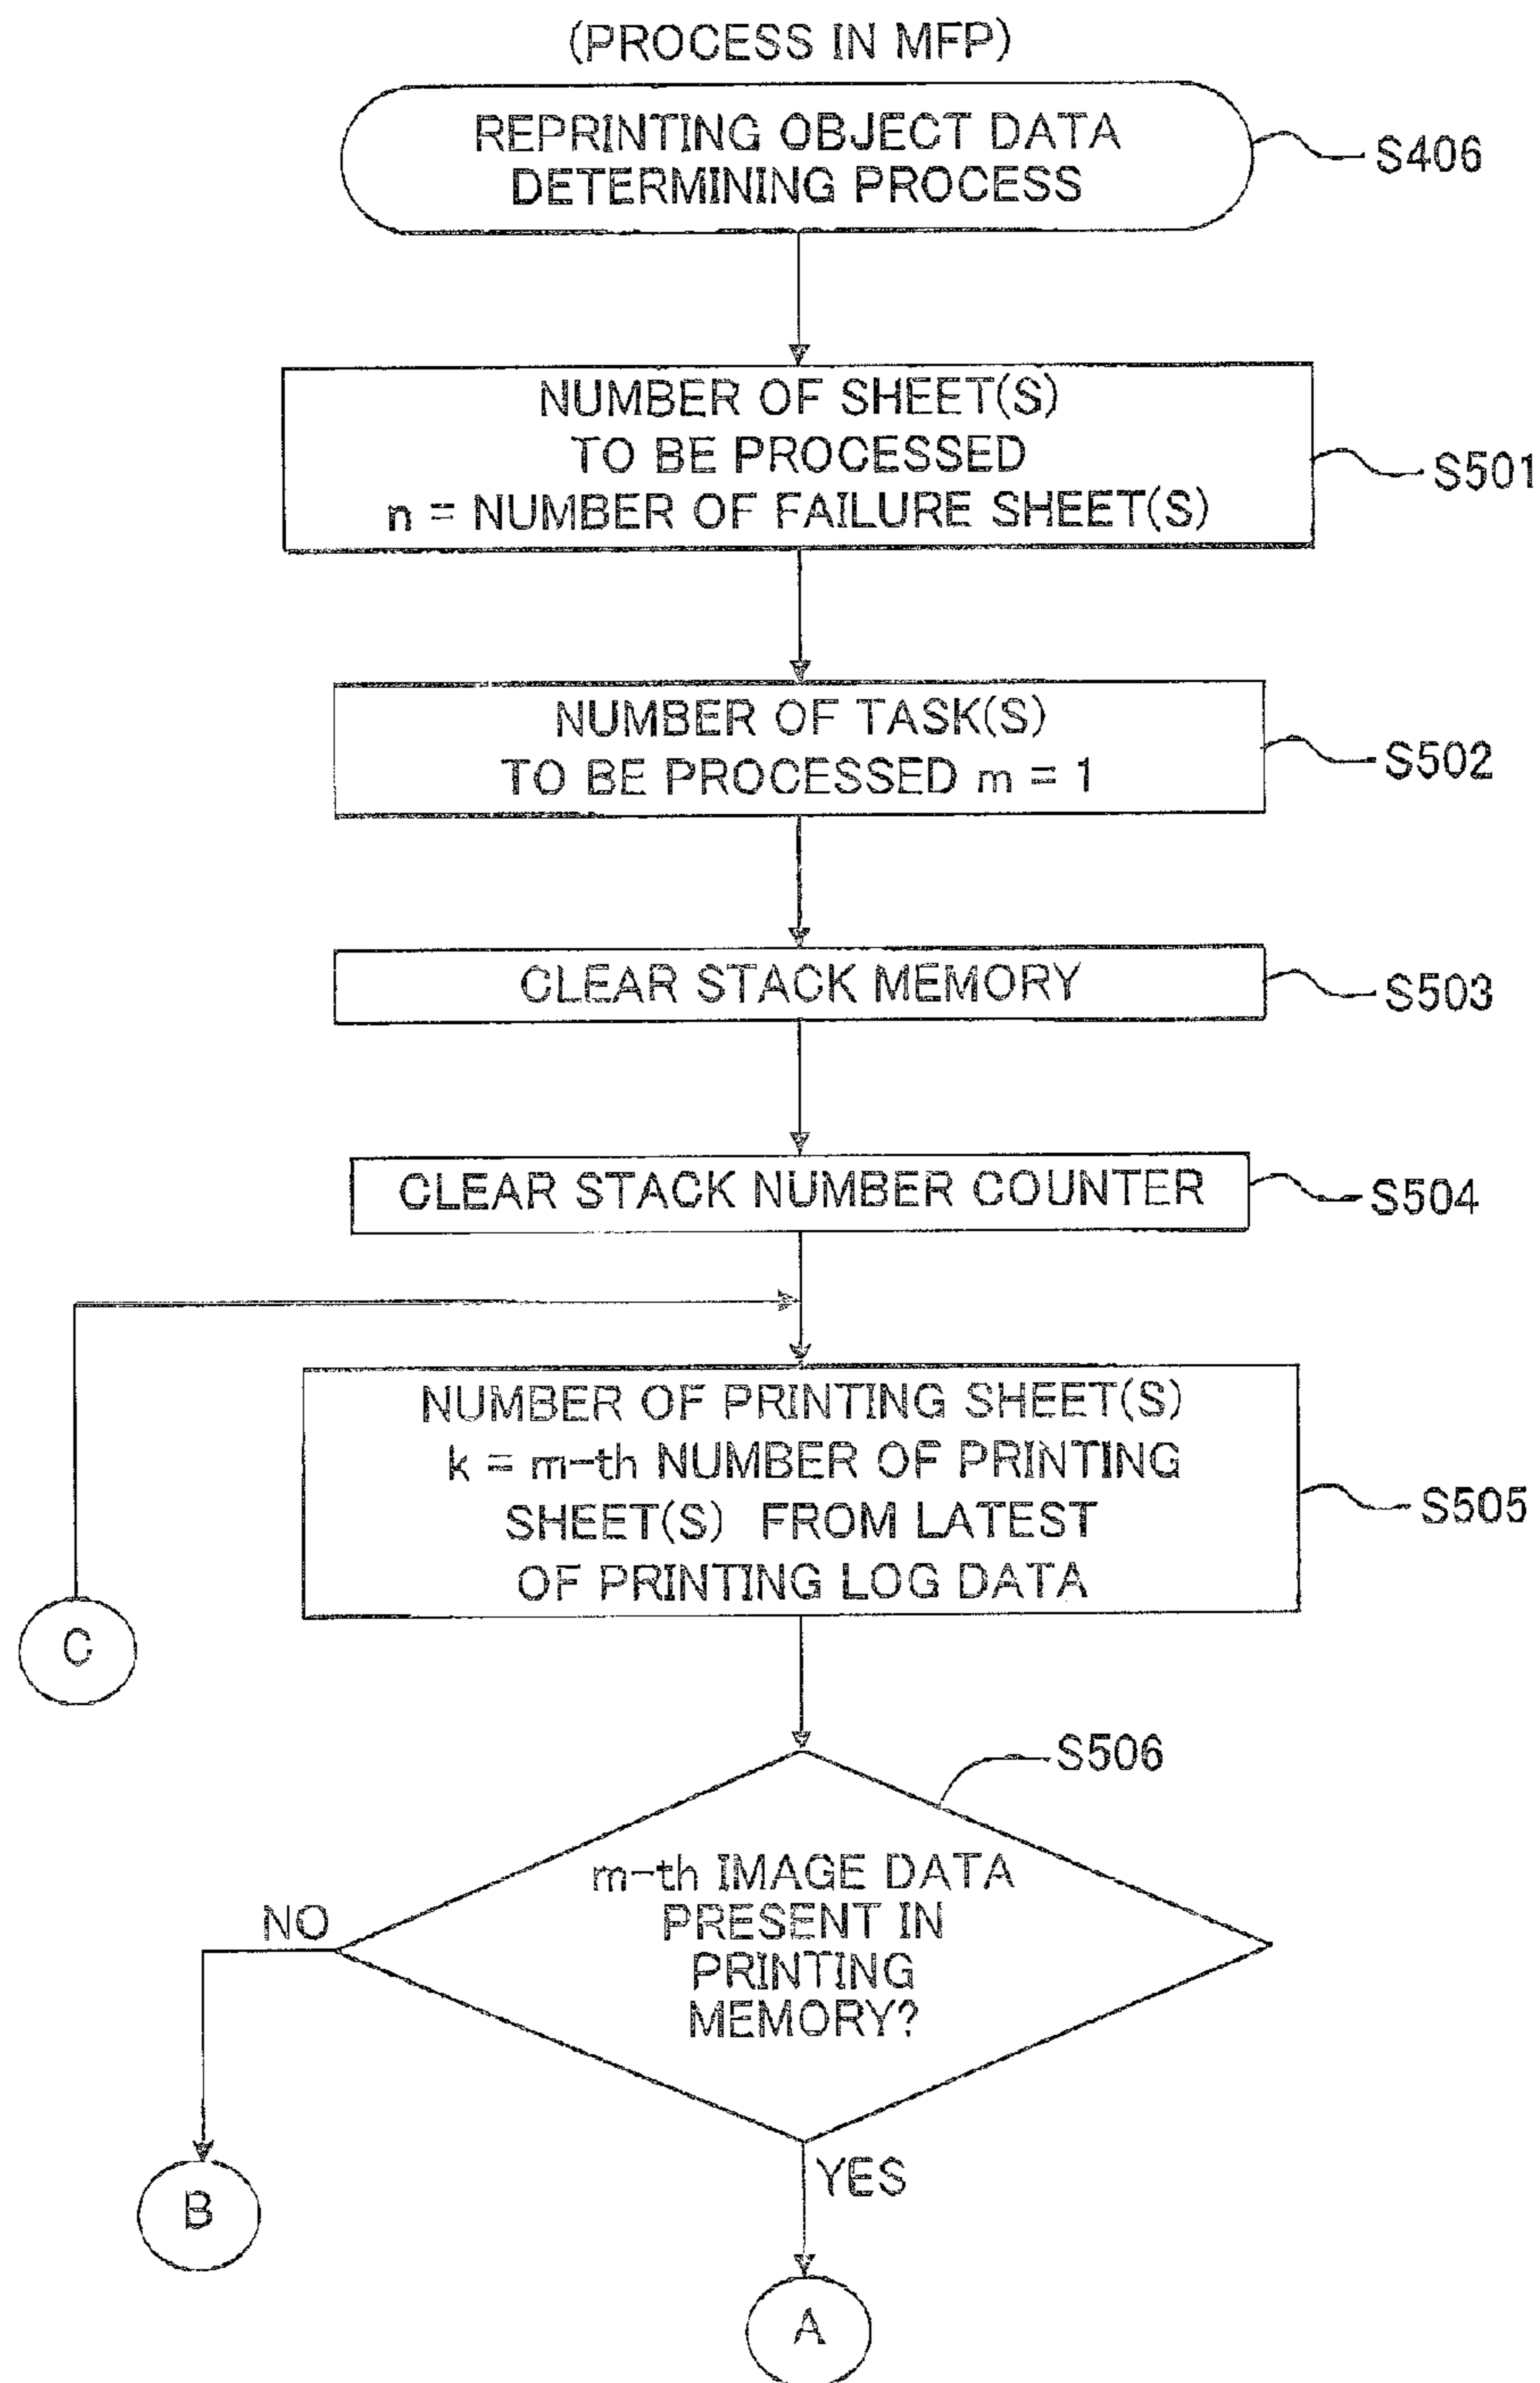 (PROCESS IN MFP)
REPRINTING OBJECT DATA
DETERMINING PROCESS
S406
NUMBER OF SHEET(S)
TO BE PROCESSED
n = NUMBER OF FAILURE SHEET(S)
S501
NUMBER OF TASK(S)
TO BE PROCESSED m = 1
S502
CLEAR STACK MEMORY
S503
CLEAR STACK NUMBER COUNTER
S504
NUMBER OF PRINTING SHEET(S)
k = m-th NUMBER OF PRINTING
SHEET(S) FROM LATEST
OF PRINTING LOG DATA
S505
C
S506
m-th IMAGE DATA
PRESENT IN
PRINTING
MEMORY?
NO
YES
B
A